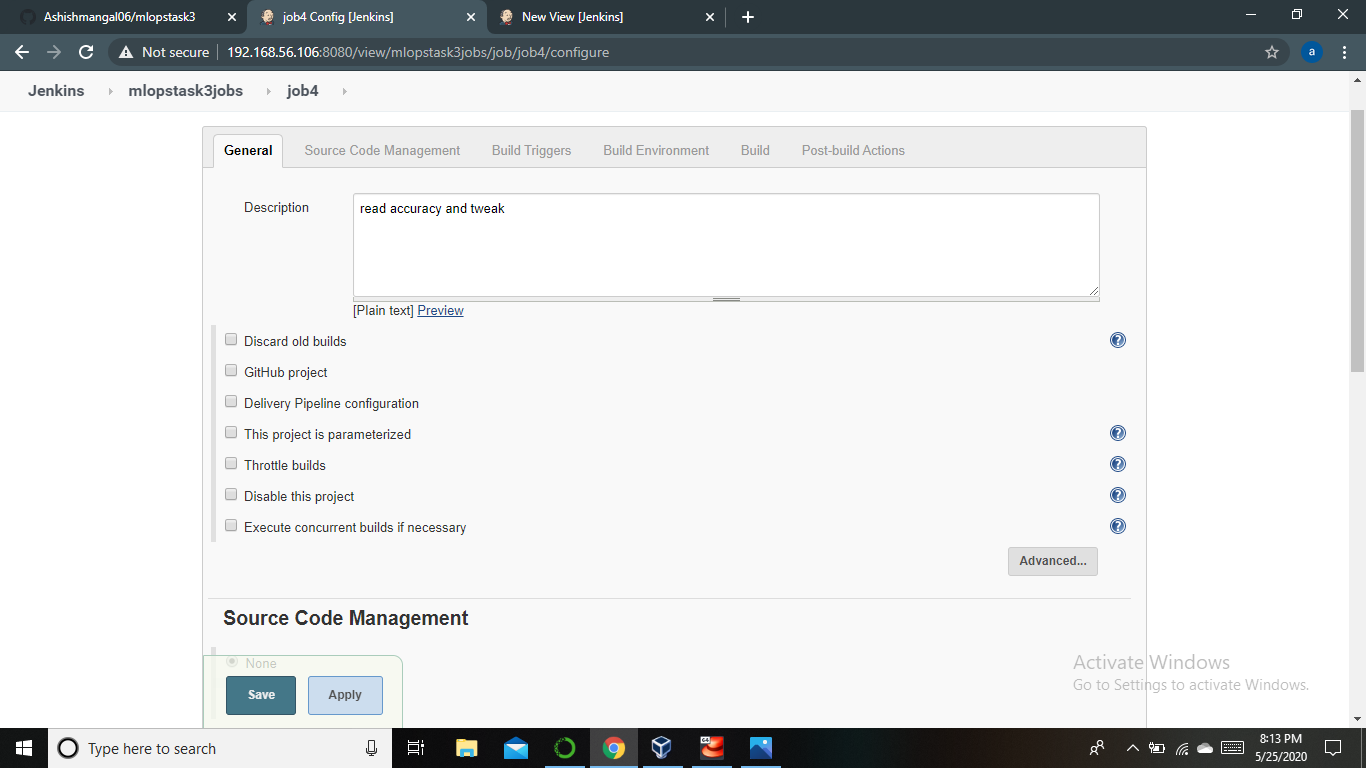 Ashishmangal06/mlopstask3
job4 Config [Jenkins]
New View [Jenkins]
Not secure
192.168.56.106:8080/view/mlopstask3jobs/job/job4/configure
a
Jenkins
mlopstask3jobs
job4
General
Source Code Management
Build Triggers
Build Environment
Build
Post-build Actions
Description
read accuracy and tweak
[Plain text] Preview
Discard old builds
GitHub project
Delivery Pipeline configuration
This project is parameterized
Throttle builds
Disable this project
Execute concurrent builds if necessary
Advanced...
Source Code Management
None
Save
Apply
Activate Windows
Go to Settings to activate Windows.
Type here to search
64
8:13 PM
5/25/2020